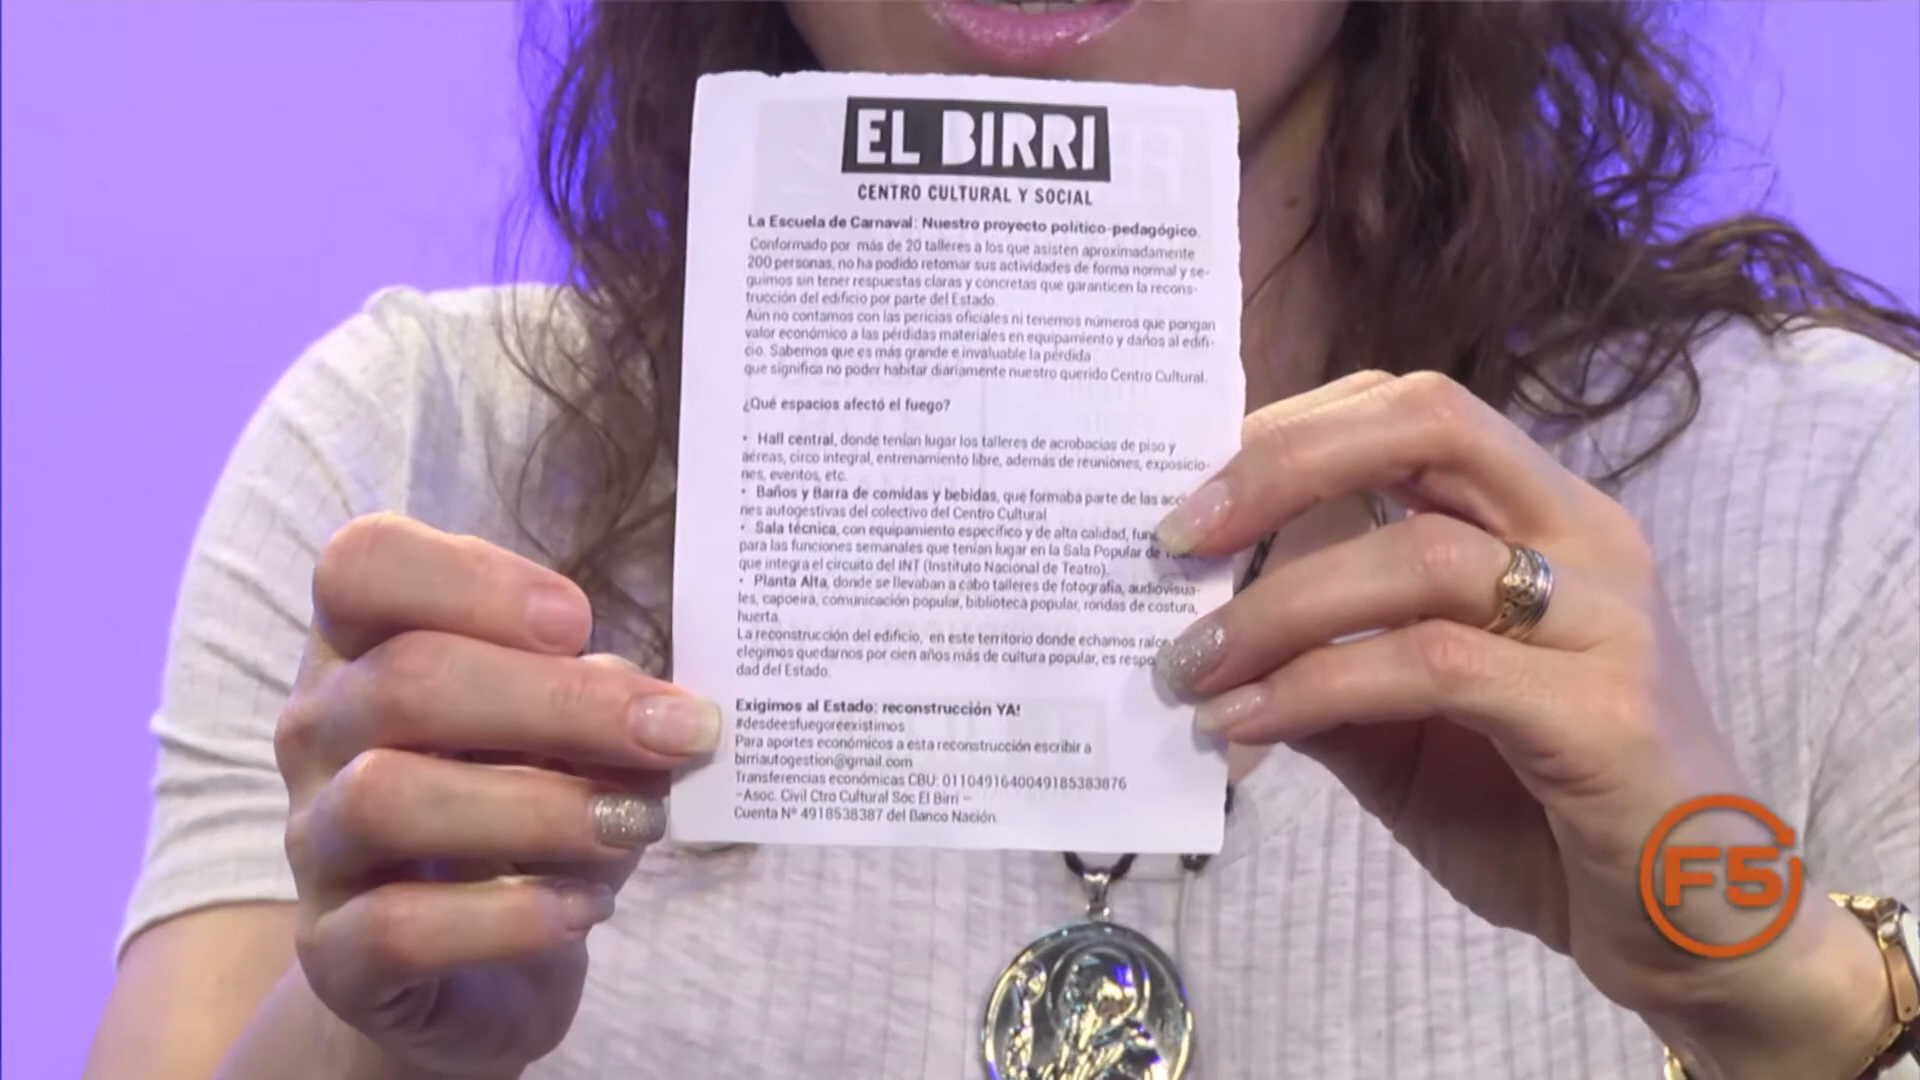 EL BIRRI
CENTRO CULTURAL Y SOCIAL
La Escuela de Carnaval: Nuestro proyecto político-pedagógico.
Conformado por más de 20 talleres a los que asisten aproximadamente
200 personas, no ha podido retomar sus actividades de forma normal y se-
guimos sin tener respuestas claras y concretas que garanticen la recons-
trucción del edificio por parte del Estado.
Aún no contamos con las pericias oficiales ni tenemos números que pongan
valor económico a las pérdidas materiales en equipamiento y daños al edifi-
cio. Sabemos que es más grande e invaluable la pérdida
que significa no poder habitar diariamente nuestro querido Centro Cultural.
¿Qué espacios afectó el fuego?
• Hall central, donde tenían lugar los talleres de acrobacias de piso y
aéreas, circo integral, entrenamiento libre, además de reuniones, exposicio-
nes, eventos, etc.
• Baños y Barra de comidas y bebidas, que formaba parte de las
nes autogestivas del colectivo del Centro Cultural
• Sala técnica, con equipamiento específico y de alta calidad,
para las funciones semanales que tenían lugar en la Sala Popular de
que integra el circuito del INT (Instituto Nacional de Teatro).
• Planta Alta, donde se llevaban a cabo talleres de fotografía, audiovisua-
les, capoeira, comunicación popular, biblioteca popular, rondas de costura,
huerta.
La reconstrucción del edificio, en este territorio donde echamos
elegimos quedarnos por cien años más de cultura popular, es
dad del Estado.
Exigimos al Estado: reconstrucción YA!
#desdeesfuegoreexistimos
Para aportes económicos a esta reconstrucción escribir a
birriautogestion@gmail.com
Transferencias económicas CBU: 0110491640049185383876
-Asoc. Civil Ctro Cultural Soc El Birri -
Cuenta Nº 4918538387 del Banco Nación.
F5